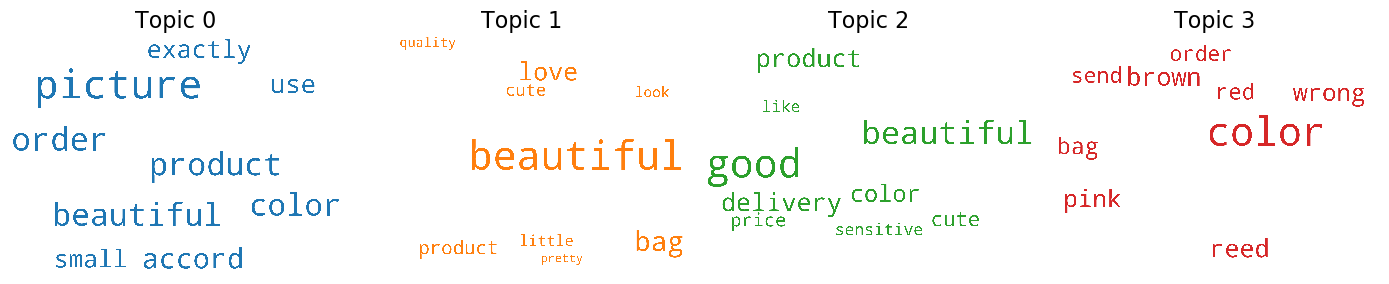 Topic 0
exactly
picture
use
order
product
beautiful
color
small
accord
Topic 1
quality
love
cute
look
beautiful
product
little
pretty
bag
Topic 2
product
like
beautiful
good
delivery
color
price
sensitive
cute
Topic 3
order
send
brown
red
wrong
color
bag
pink
reed